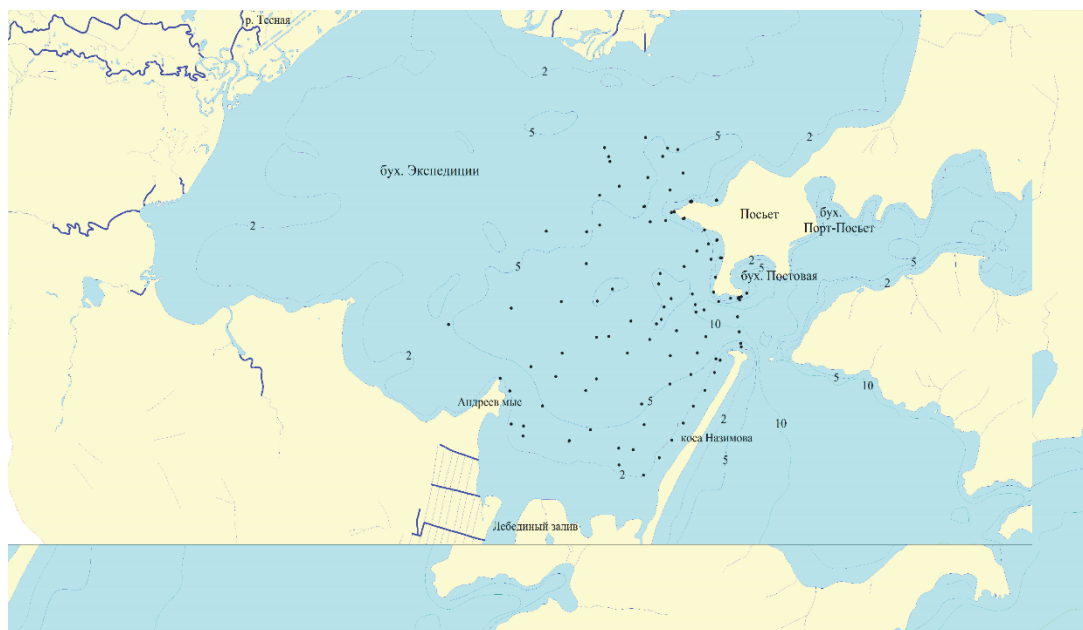 р. Тесная
2
5
5
2
бух. Экспедиции
Посьет
бух.
Порт-Посьет
2
5
2
5
бух. Постовая
5
2
10
2
5
10
Андреев мыс
5
2
10
коса Назимова
5
2
Лебединый залив